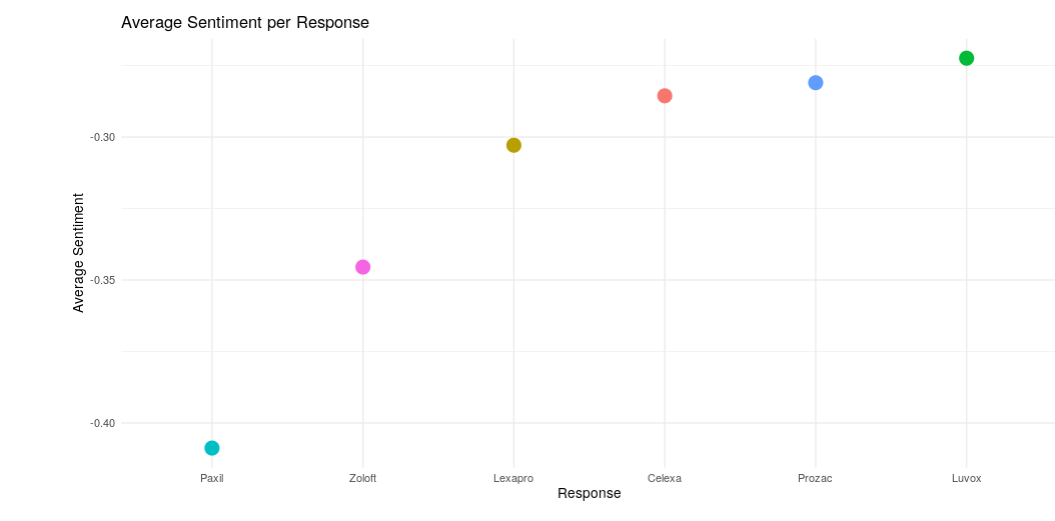 Average Sentiment per Response
Average Sentiment
-0.30
-0.35
-0.40
Paxil Zoloft Lexapro Celexa Prozac Luvox
Response